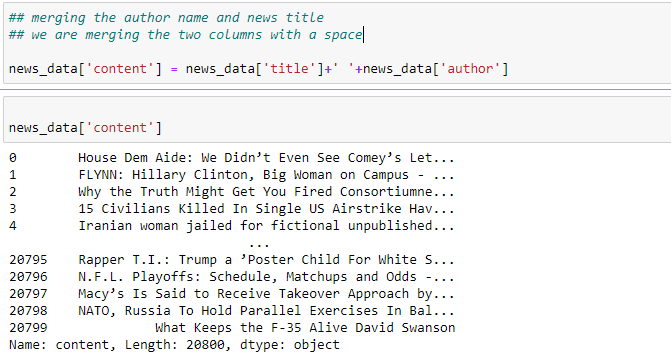 ## merging the author name and news title
## we are merging the two columns with a space
news_data['content'] = news_data['title']+' '+news_data['author']
news_data['content']
0 House Dem Aide: We Didn’t Even See Comey’s Let...
1 FLYNN: Hillary Clinton, Big Woman on Campus - ...
2 Why the Truth Might Get You Fired Consortiumne...
3 15 Civilians Killed In Single US Airstrike Hav...
4 Iranian woman jailed for fictional unpublished...
...
20795 Rapper T.I.: Trump a ’Poster Child For White S...
20796 N.F.L. Playoffs: Schedule, Matchups and Odds -...
20797 Macy’s Is Said to Receive Takeover Approach by...
20798 NATO, Russia To Hold Parallel Exercises In Bal...
20799 What Keeps the F-35 Alive David Swanson
Name: content, Length: 20800, dtype: object